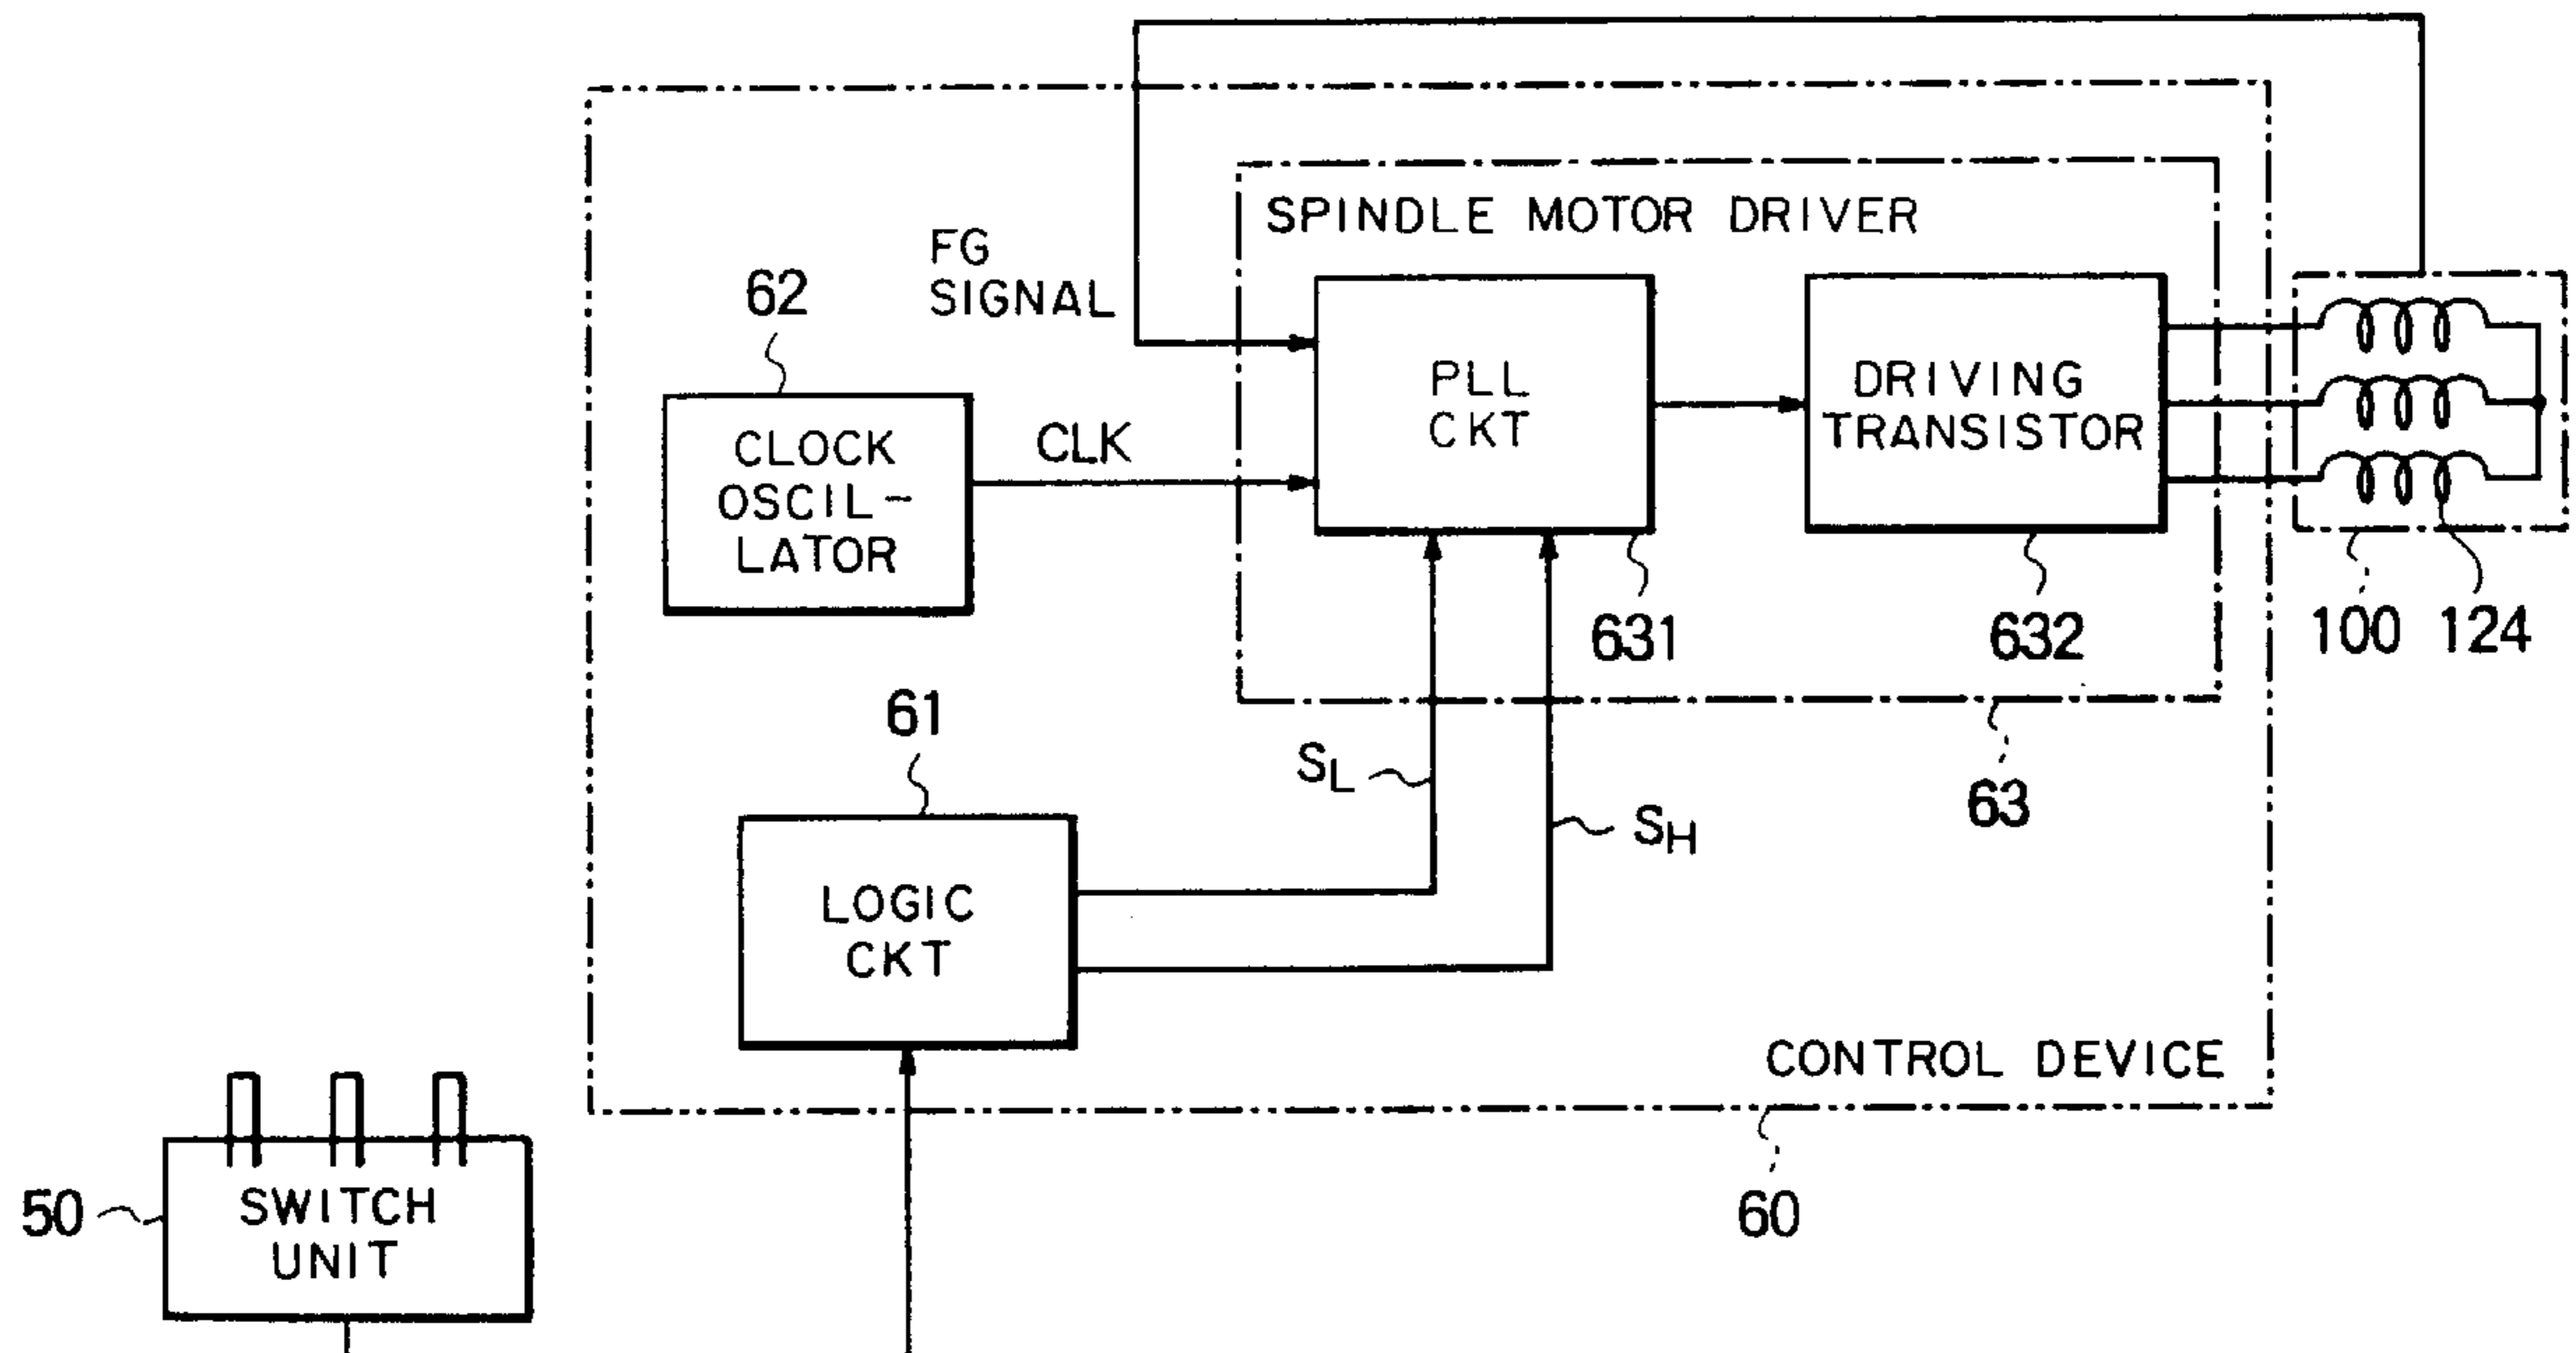 SPINDLE MOTOR DRIVER
FG
SIGNAL
62
PLL
CKT
DRIVING
TRANSISTOR
CLOCK
OSCIL-
LATOR
CLK
631
632
100
124
61
SL
63
SH
LOGIC
CKT
CONTROL DEVICE
60
50
SWITCH
UNIT